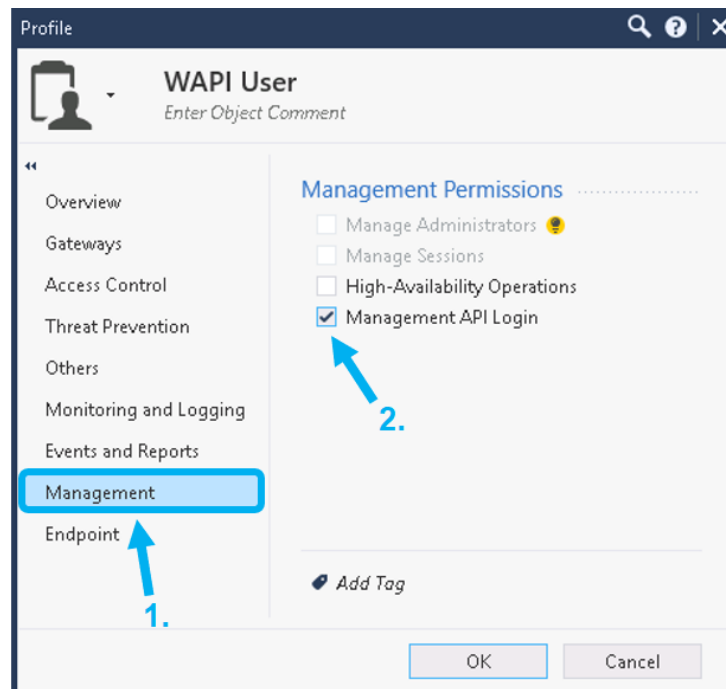 Profile
WAPI User
Enter Object Comment
Overview
Gateways
Access Control
Threat Prevention
Others
Monitoring and Logging
Events and Reports
Management
Endpoint
1.
Management Permissions
Manage Administrators
Manage Sessions
High-Availability Operations
Management API Login
2.
Add Tag
OK Cancel